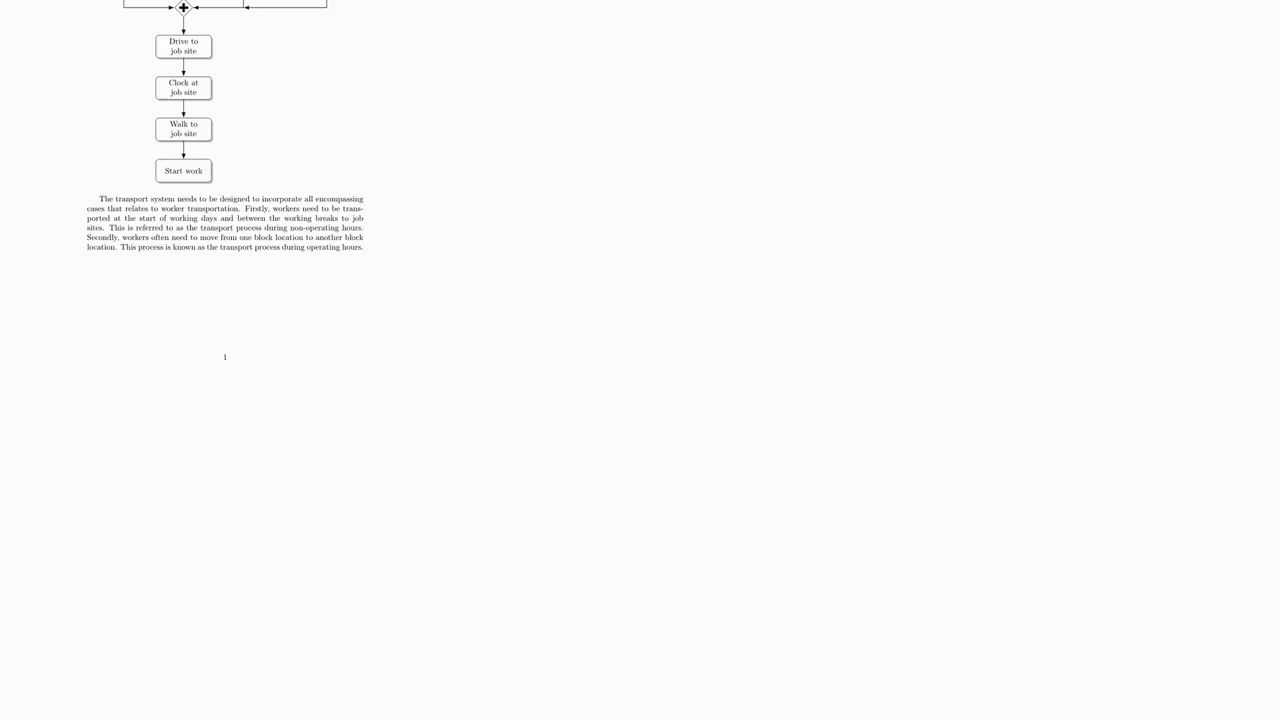 Drive to
job site
Clock at
job site
Walk to
job site
Start work
The transport system needs to be designed to incorporate all encompassing
cases that relates to worker transportation. Firstly, workers need to be trans-
ported at the start of working days and between the working breaks to job
sites. This is referred to as the transport process during non-operating hours.
Secondly, workers often need to move from one block location to another block
location. This process is known as the transport process during operating hours.
1